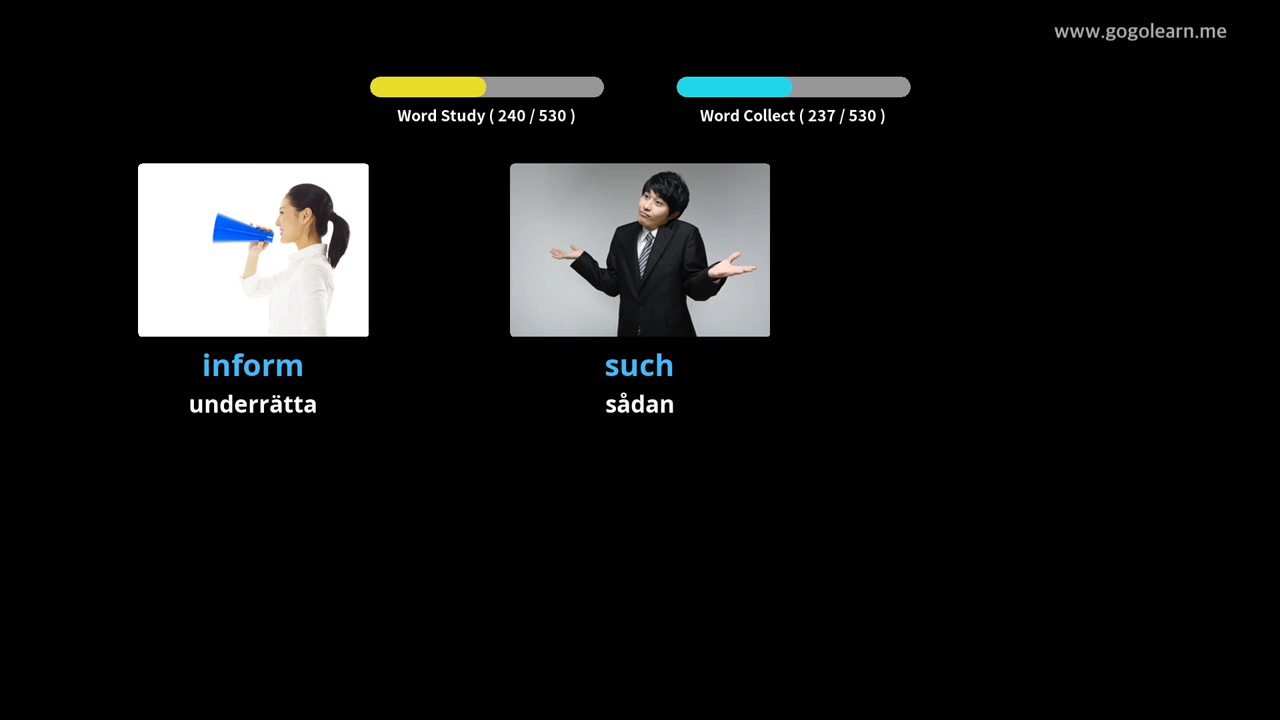 www.gogolearn.me
Word Study ( 240 / 530 )
Word Collect ( 237 / 530 )
inform
underrätta
such
sådan